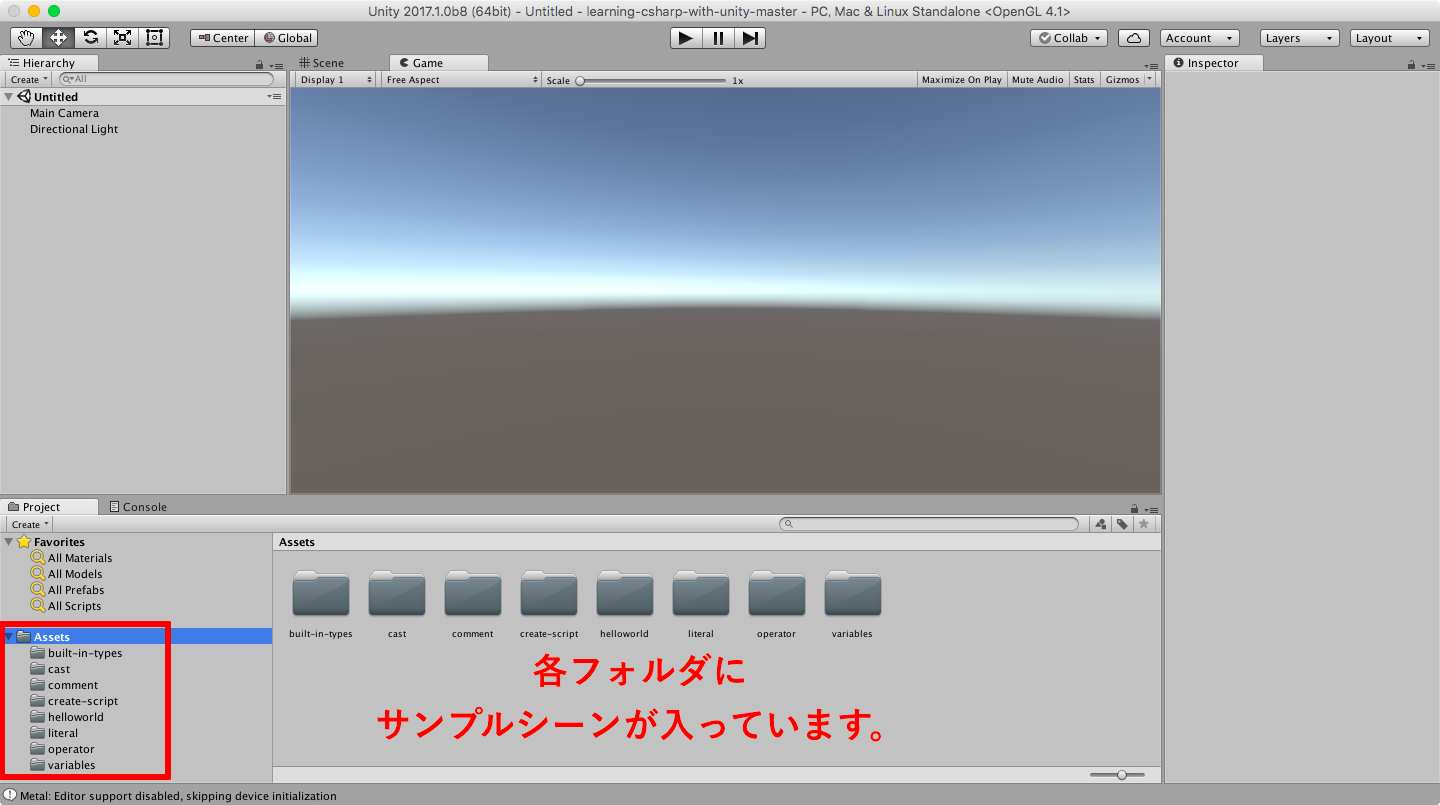 Unity 2017.1.0b8 (64bit) - Untitled - learning-csharp-with-unity-master - PC, Mac & Linux Standalone <OpenGL 4.1>
Center Global Collab Account Layers Layout
Hierarchy
Create All
Untitled
Main Camera
Directional Light
Scene Game
Display 1 Free Aspect Scale 1x Maximize On Play Mute Audio Stats Gizmos
Inspector
Project Console
Create
Favorites
All Materials
All Models
All Prefabs
All Scripts
Assets
built-in-types
cast
comment
create-script
helloworld
literal
operator
variables
Assets
built-in-types cast comment create-script helloworld literal operator variables
各フォルダに
サンプルシーンが入っています。
Metal: Editor support disabled, skipping device initialization